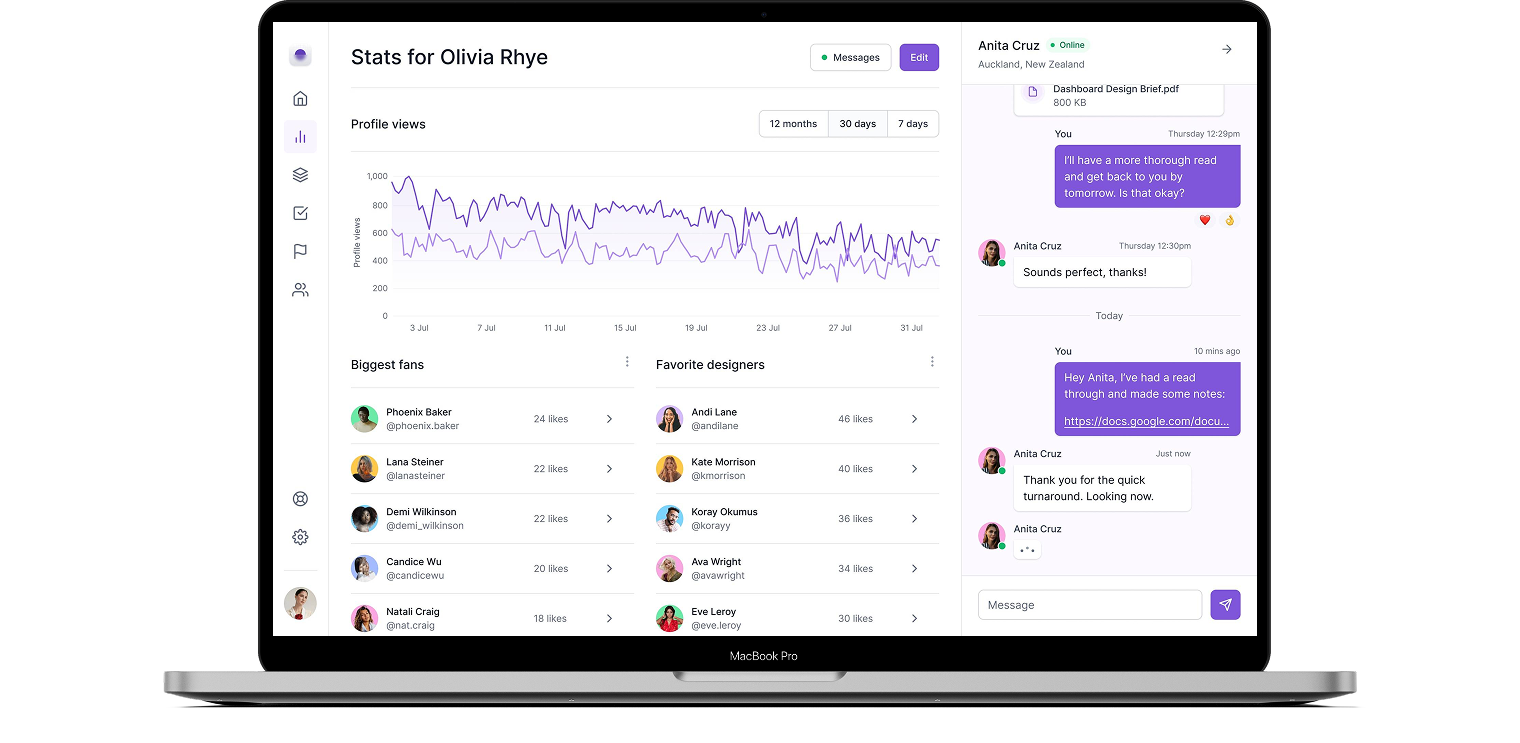 Stats for Olivia Rhye
Messages
Edit
Profile views
12 months
30 days
7 days
Profile views
1,000
800
600
400
200
0
3 Jul
7 Jul
11 Jul
15 Jul
19 Jul
23 Jul
27 Jul
31 Jul
Biggest fans
Phoenix Baker
@phoenix.baker
24 likes
Lana Steiner
@lanasteiner
22 likes
Demi Wilkinson
@demi_wilkinson
22 likes
Candice Wu
@candicewu
20 likes
Natali Craig
@nat.craig
18 likes
Favorite designers
Andi Lane
@andilane
46 likes
Kate Morrison
@kmorrison
40 likes
Koray Okumus
@korayy
36 likes
Ava Wright
@avawright
34 likes
Eve Leroy
@eve.leroy
30 likes
Anita Cruz
Online
Auckland, New Zealand
Dashboard Design Brief.pdf
800 KB
You
Thursday 12:29pm
I'll have a more thorough read
and get back to you by
tomorrow. Is that okay?
Anita Cruz
Thursday 12:30pm
Sounds perfect, thanks!
Today
You
10 mins ago
Hey Anita, I've had a read
through and made some notes:
https://docs.google.com/docu...
Anita Cruz
Just now
Thank you for the quick
turnaround. Looking now.
Anita Cruz
Message
MacBook Pro